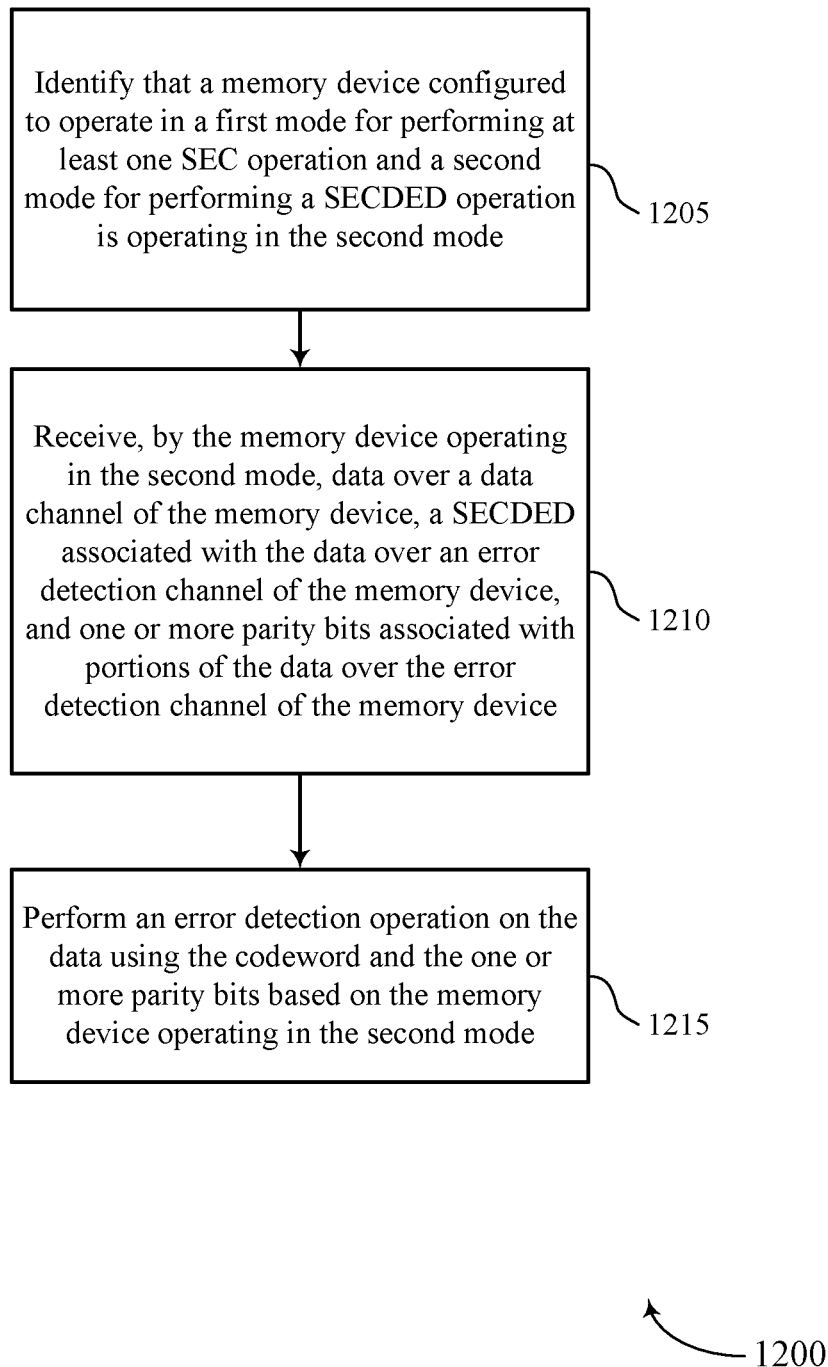 Identify that a memory device configured
to operate in a first mode for performing at
least one SEC operation and a second
mode for performing a SECDED operation
is operating in the second mode
1205
Receive, by the memory device operating
in the second mode, data over a data
channel of the memory device, a SECDED
associated with the data over an error
detection channel of the memory device,
and one or more parity bits associated with
portions of the data over the error
detection channel of the memory device
1210
Perform an error detection operation on the
data using the codeword and the one or
more parity bits based on the memory
device operating in the second mode
1215
1200